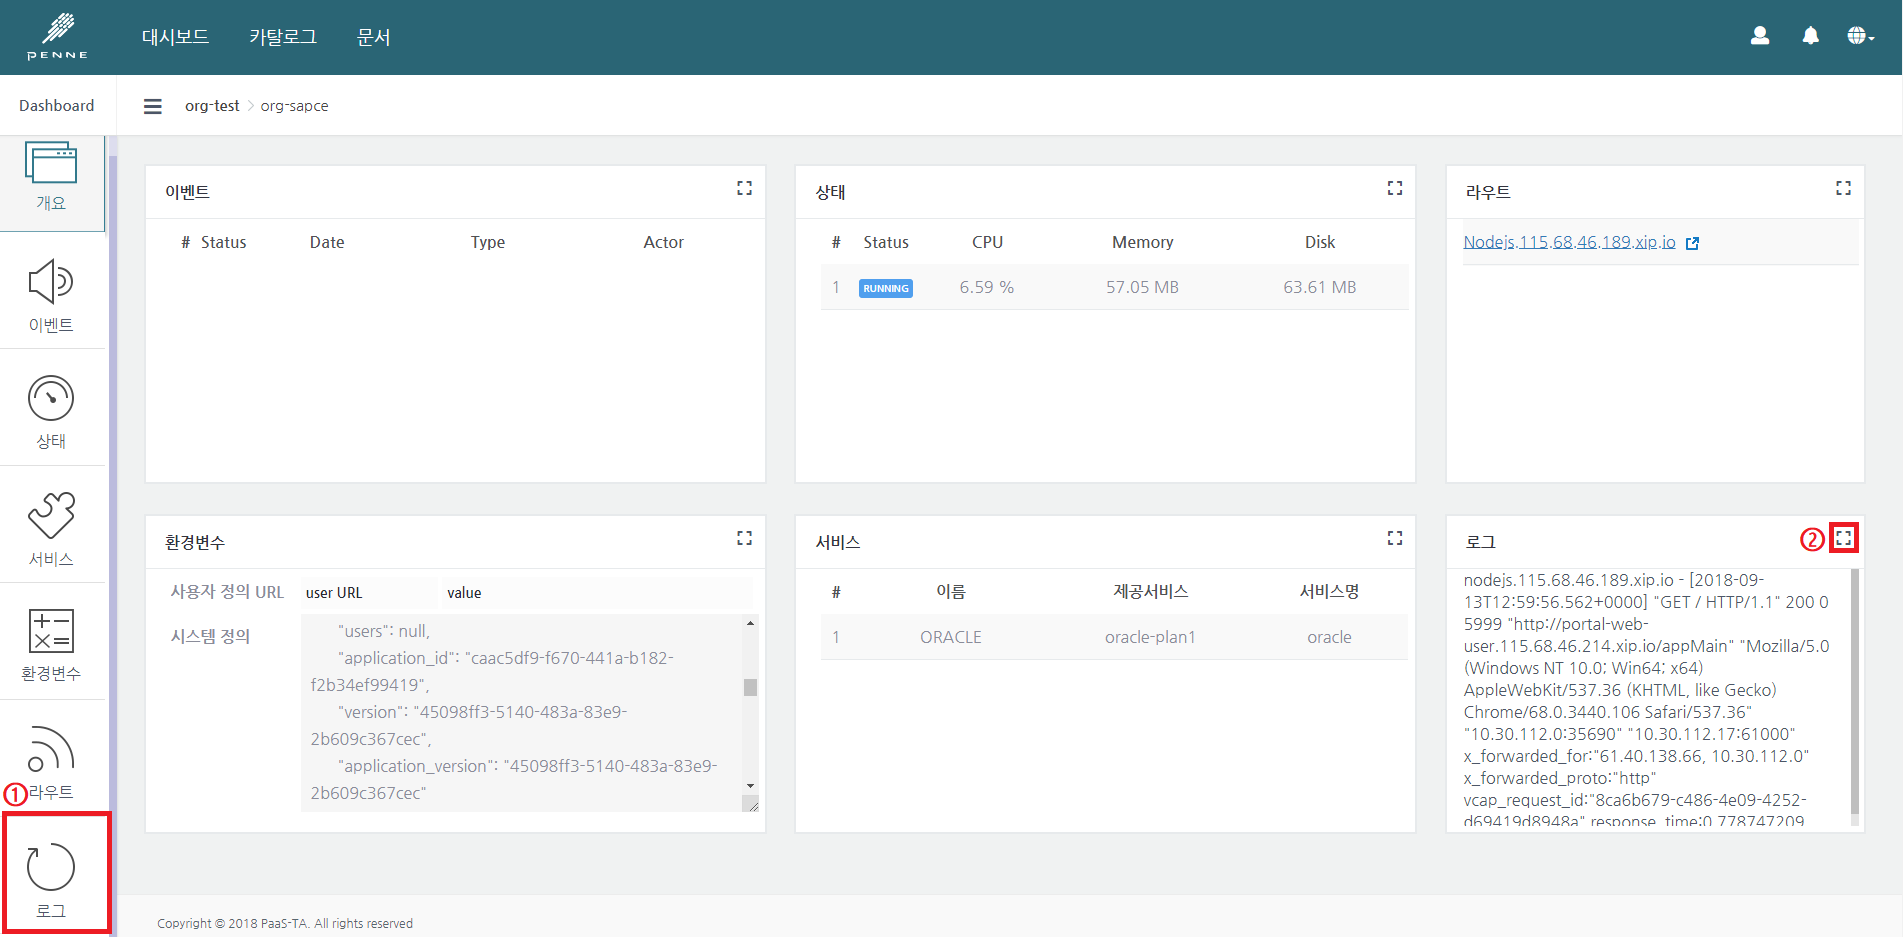 PENNE
대시보드 카탈로그 문서
Dashboard
org-test > org-sapce
개요
이벤트
상태
서비스
환경변수
① 라우트
로그
이벤트
# Status Date Type Actor
상태
# Status CPU Memory Disk
1 RUNNING 6.59 % 57.05 MB 63.61 MB
라우트
Nodejs.115.68.46.189.xip.io
환경변수
사용자 정의 URL user URL value
시스템 정의
"users": null,
"application_id": "caac5df9-f670-441a-b182-
f2b34ef99419",
"version": "45098ff3-5140-483a-83e9-
2b609c367cec",
"application_version": "45098ff3-5140-483a-83e9-
2b609c367cec"
서비스
# 이름 제공서비스 서비스명
1 ORACLE oracle-plan1 oracle
로그 ②
nodejs.115.68.46.189.xip.io - [2018-09-
13T12:59:56.562+0000] "GET / HTTP/1.1" 200 0
5999 "http://portal-web-
user.115.68.46.214.xip.io/appMain" "Mozilla/5.0
(Windows NT 10.0; Win64; x64)
AppleWebKit/537.36 (KHTML, like Gecko)
Chrome/68.0.3440.106 Safari/537.36"
"10.30.112.0:35690" "10.30.112.17:61000"
x_forwarded_for:"61.40.138.66, 10.30.112.0"
x_forwarded_proto:"http"
vcap_request_id:"8ca6b679-c486-4e09-4252-
d69419d8948a" response_time:0.778747209
Copyright © 2018 PaaS-TA. All rights reserved